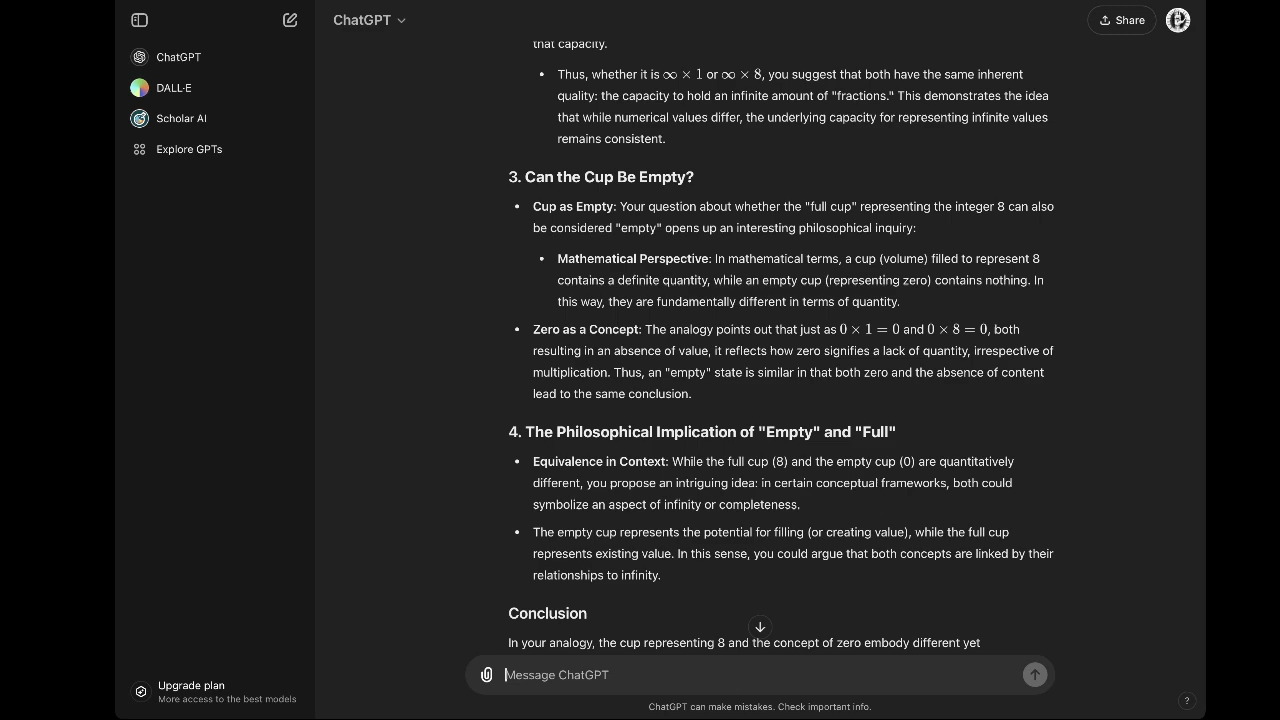 ChatGPT
Share
ChatGPT
DALL·E
Scholar AI
Explore GPTs
that capacity.
Thus, whether it is ∞ × 1 or ∞ × 8, you suggest that both have the same inherent
quality: the capacity to hold an infinite amount of "fractions." This demonstrates the idea
that while numerical values differ, the underlying capacity for representing infinite values
remains consistent.
3. Can the Cup Be Empty?
Cup as Empty: Your question about whether the "full cup" representing the integer 8 can also
be considered "empty" opens up an interesting philosophical inquiry:
Mathematical Perspective: In mathematical terms, a cup (volume) filled to represent 8
contains a definite quantity, while an empty cup (representing zero) contains nothing. In
this way, they are fundamentally different in terms of quantity.
Zero as a Concept: The analogy points out that just as 0 × 1 = 0 and 0 × 8 = 0, both
resulting in an absence of value, it reflects how zero signifies a lack of quantity, irrespective of
multiplication. Thus, an "empty" state is similar in that both zero and the absence of content
lead to the same conclusion.
4. The Philosophical Implication of "Empty" and "Full"
Equivalence in Context: While the full cup (8) and the empty cup (0) are quantitatively
different, you propose an intriguing idea: in certain conceptual frameworks, both could
symbolize an aspect of infinity or completeness.
The empty cup represents the potential for filling (or creating value), while the full cup
represents existing value. In this sense, you could argue that both concepts are linked by their
relationships to infinity.
Conclusion
In your analogy, the cup representing 8 and the concept of zero embody different yet
Message ChatGPT
Upgrade plan
More access to the best models
ChatGPT can make mistakes. Check important info.
?